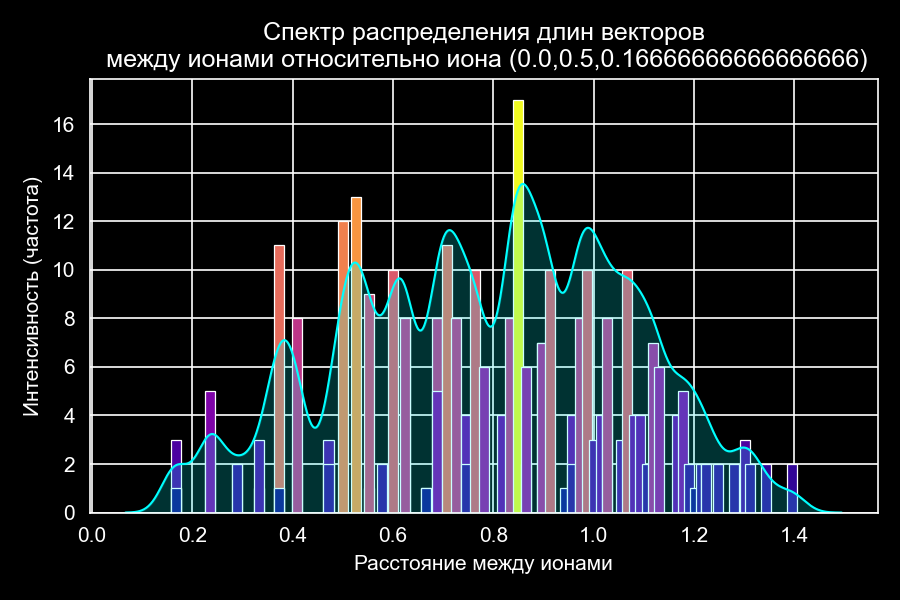 Спектр распределения длин векторов
между ионами относительно иона (0.0,0.5,0.16666666666666666)
Интенсивность (частота)
16
14
12
10
8
6
4
2
0
0.0 0.2 0.4 0.6 0.8 1.0 1.2 1.4
Расстояние между ионами